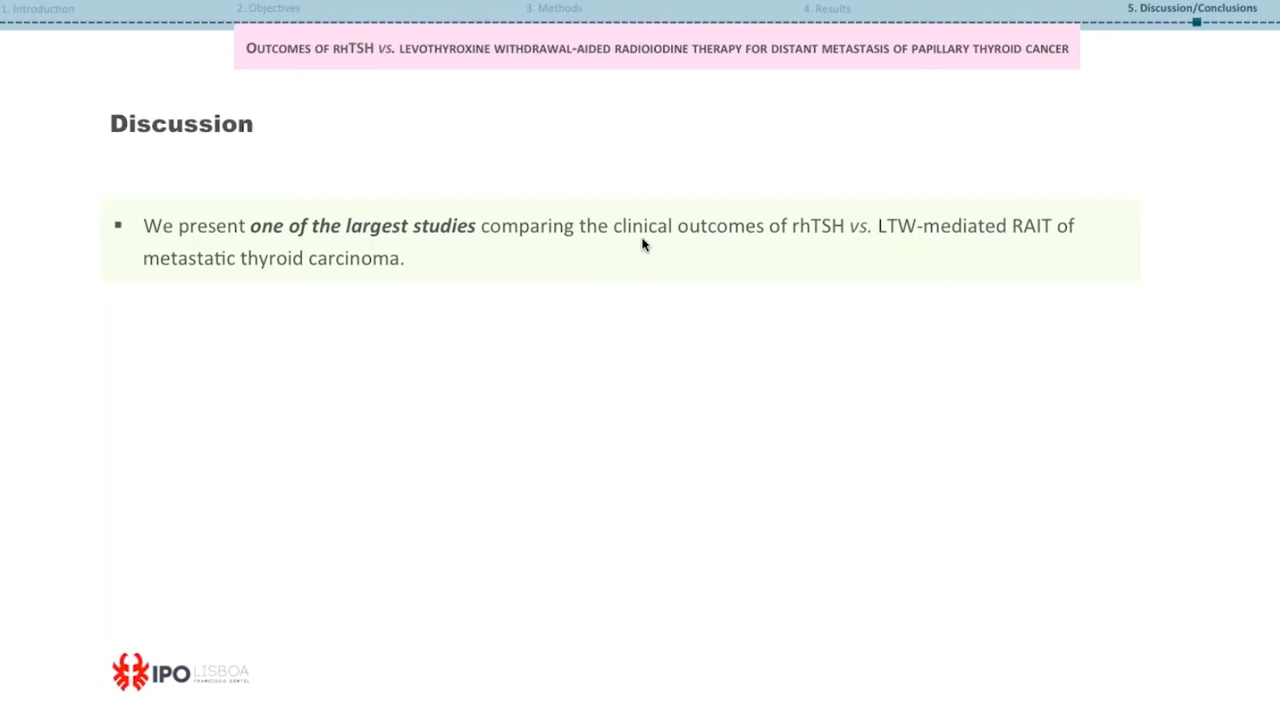 1. Introduction
2. Objectives
3. Methods
4. Results
5. Discussion/Conclusions
OUTCOMES OF RHTSH VS. LEVOTHYROXINE WITHDRAWAL-AIDED RADIOIODINE THERAPY FOR DISTANT METASTASIS OF PAPILLARY THYROID CANCER
Discussion
▪ We present one of the largest studies comparing the clinical outcomes of rhTSH vs. LTW-mediated RAIT of
metastatic thyroid carcinoma.
IPO LISBOA
FRANCISCO GENTIL